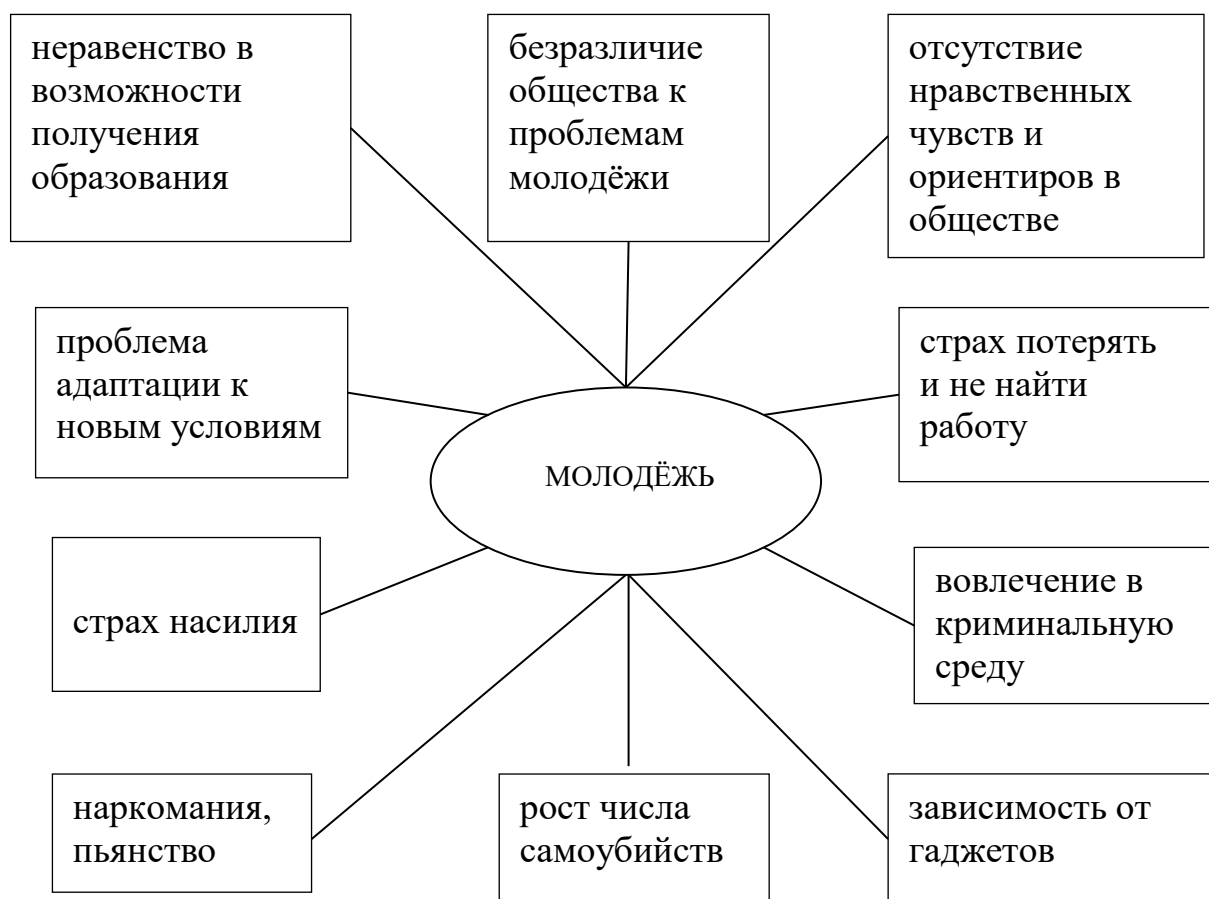 неравенство в
возможности
получения
образования
безразличие
общества к
проблемам
молодёжи
отсутствие
нравственных
чувств и
ориентиров в
обществе
проблема
адаптации к
новым условиям
страх потерять
и не найти
работу
МОЛОДЁЖЬ
страх насилия
вовлечение в
криминальную
среду
наркомания,
пьянство
рост числа
самоубийств
зависимость от
гаджетов